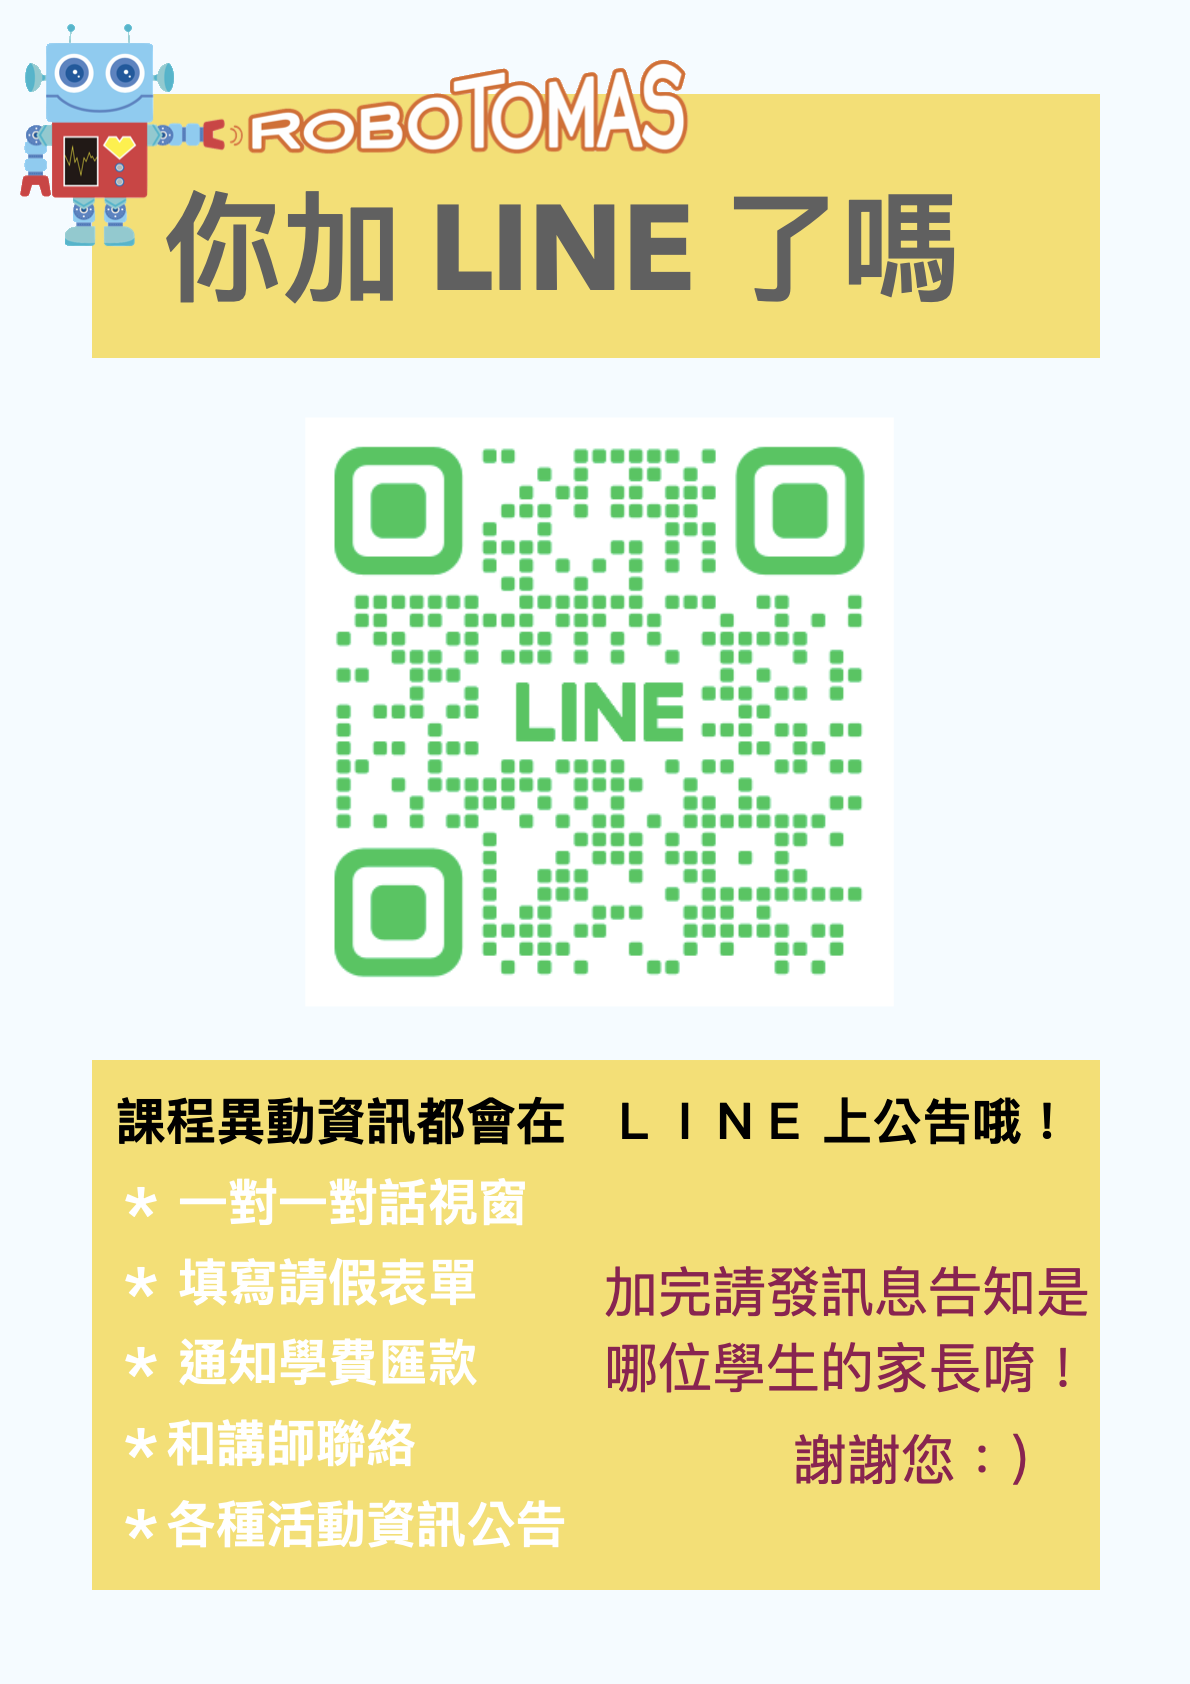 ROBOTOMAS
你加 LINE 了嗎
LINE
課程異動資訊都會在　ＬＩＮＥ 上公告哦！
* 一對一對話視窗
* 填寫請假表單
* 通知學費匯款
*和講師聯絡
*各種活動資訊公告
加完請發訊息告知是
哪位學生的家長唷！
謝謝您：)